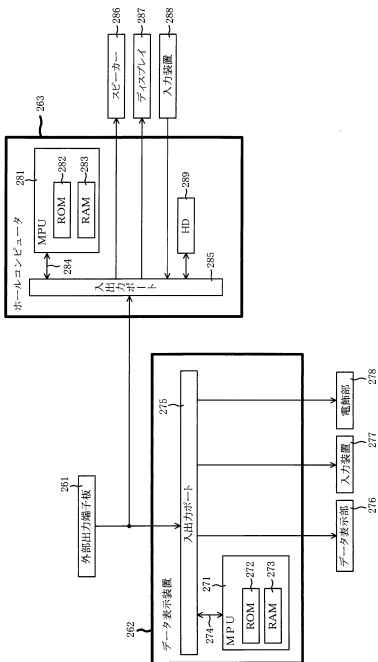 263
ホールコンピュータ
281
MPU
ROM
282
RAM
283
284
入出力ポート
285
HD
289
スピーカー
286
ディスプレイ
287
入力装置
288
外部出力端子板
261
262
データ表示装置
入出力ポート
275
271
MPU
ROM
272
RAM
273
274
データ表示部
276
入力装置
277
電飾部
278